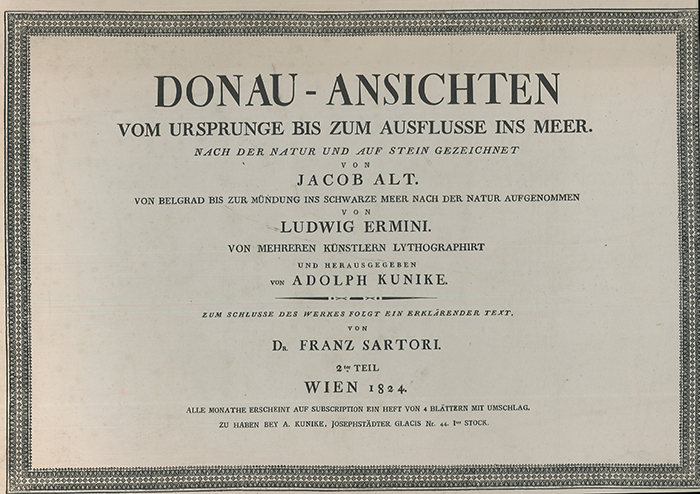 DONAU - ANSICHTEN
VOM URSPRUNGE BIS ZUM AUSFLUSSE INS MEER.
NACH DER NATUR UND AUF STEIN GEZEICHNET
VON
JACOB ALT.
VON BELGRAD BIS ZUR MÜNDUNG INS SCHWARZE MEER NACH DER NATUR AUFGENOMMEN
VON
LUDWIG ERMINI.
VON MEHREREN KÜNSTLERN LYTHOGRAPHIRT
UND HERAUSGEGEBEN
VON ADOLPH KUNIKE.
ZUM SCHLUSSE DES WERKES FOLGT EIN ERKLÄRENDER TEXT,
VON
DR. FRANZ SARTORI.
2ter TEIL
WIEN 1824.
ALLE MONATHE ERSCHEINT AUF SUBSCRIPTION EIN HEFT VON 4 BLÄTTERN MIT UMSCHLAG.
ZU HABEN BEY A. KUNIKE, JOSEPHSTÄDTER GLACIS Nr. 44. Iter STOCK.